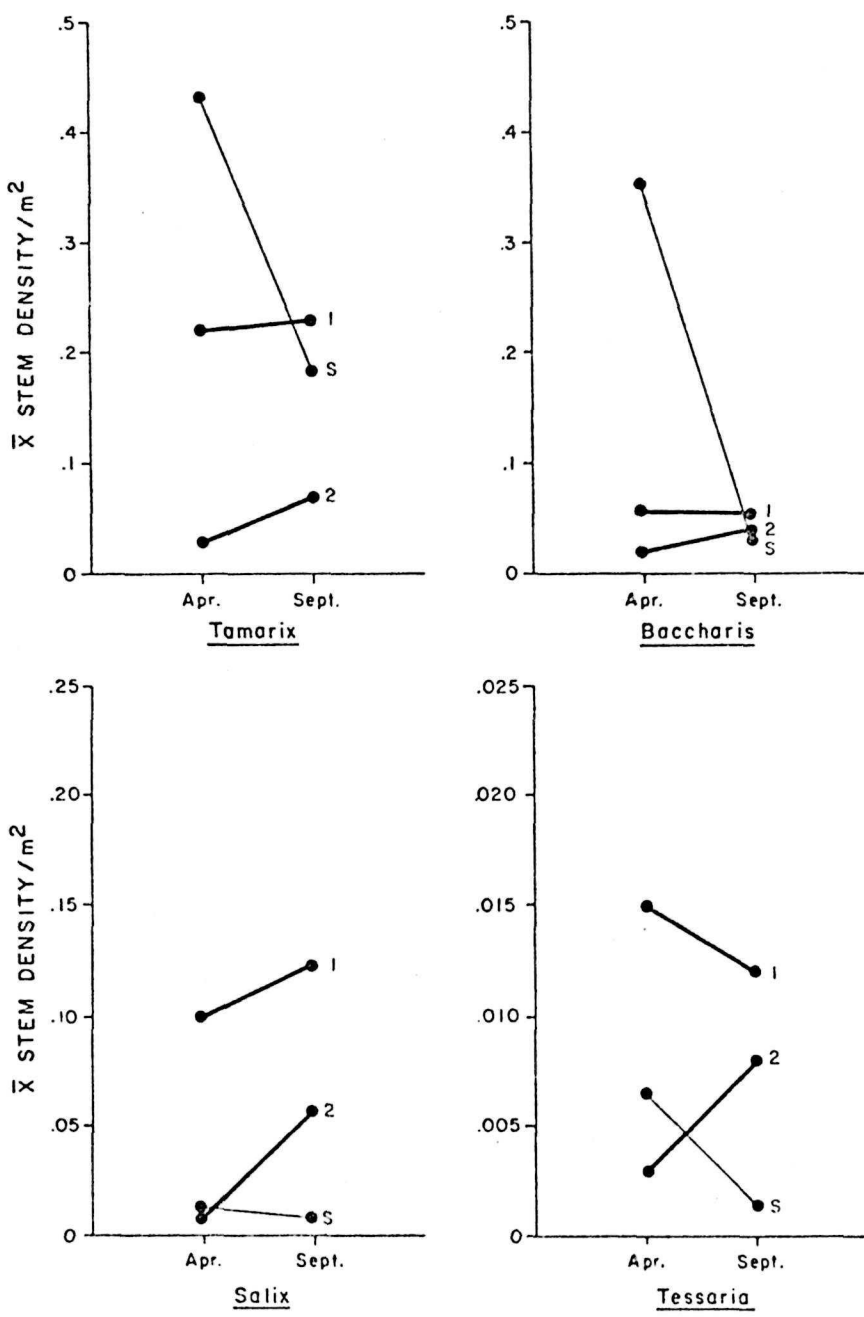 X̄ STEM DENSITY/m²
.5
.4
.3
.2
.1
0
1
S
2
Apr. Sept.
Tamarix
.5
.4
.3
.2
.1
0
1
2
S
Apr. Sept.
Baccharis
X̄ STEM DENSITY/m²
.25
.20
.15
.10
.05
0
1
2
S
Apr. Sept.
Salix
.025
.020
.015
.010
.005
0
1
2
S
Apr. Sept.
Tessaria